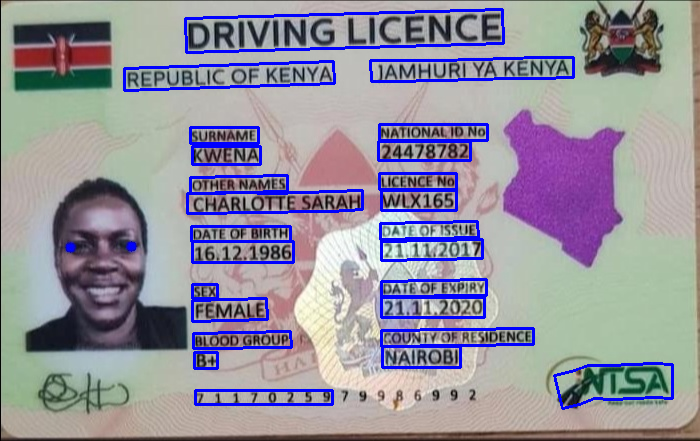 DRIVING LICENCE
REPUBLIC OF KENYA JAMHURI YA KENYA
SURNAME NATIONAL ID No
KWENA 24478782
OTHER NAMES LICENCE No
CHARLOTTE SARAH WLX165
DATE OF BIRTH DATE OF ISSUE
16.12.1986 21.11.2017
SEX DATE OF EXPIRY
FEMALE 21.11.2020
BLOOD GROUP COUNTY OF RESIDENCE
B+ NAIROBI
7 1 1 7 0 2 5 9 7 9 9 8 6 9 9 2
NTSA